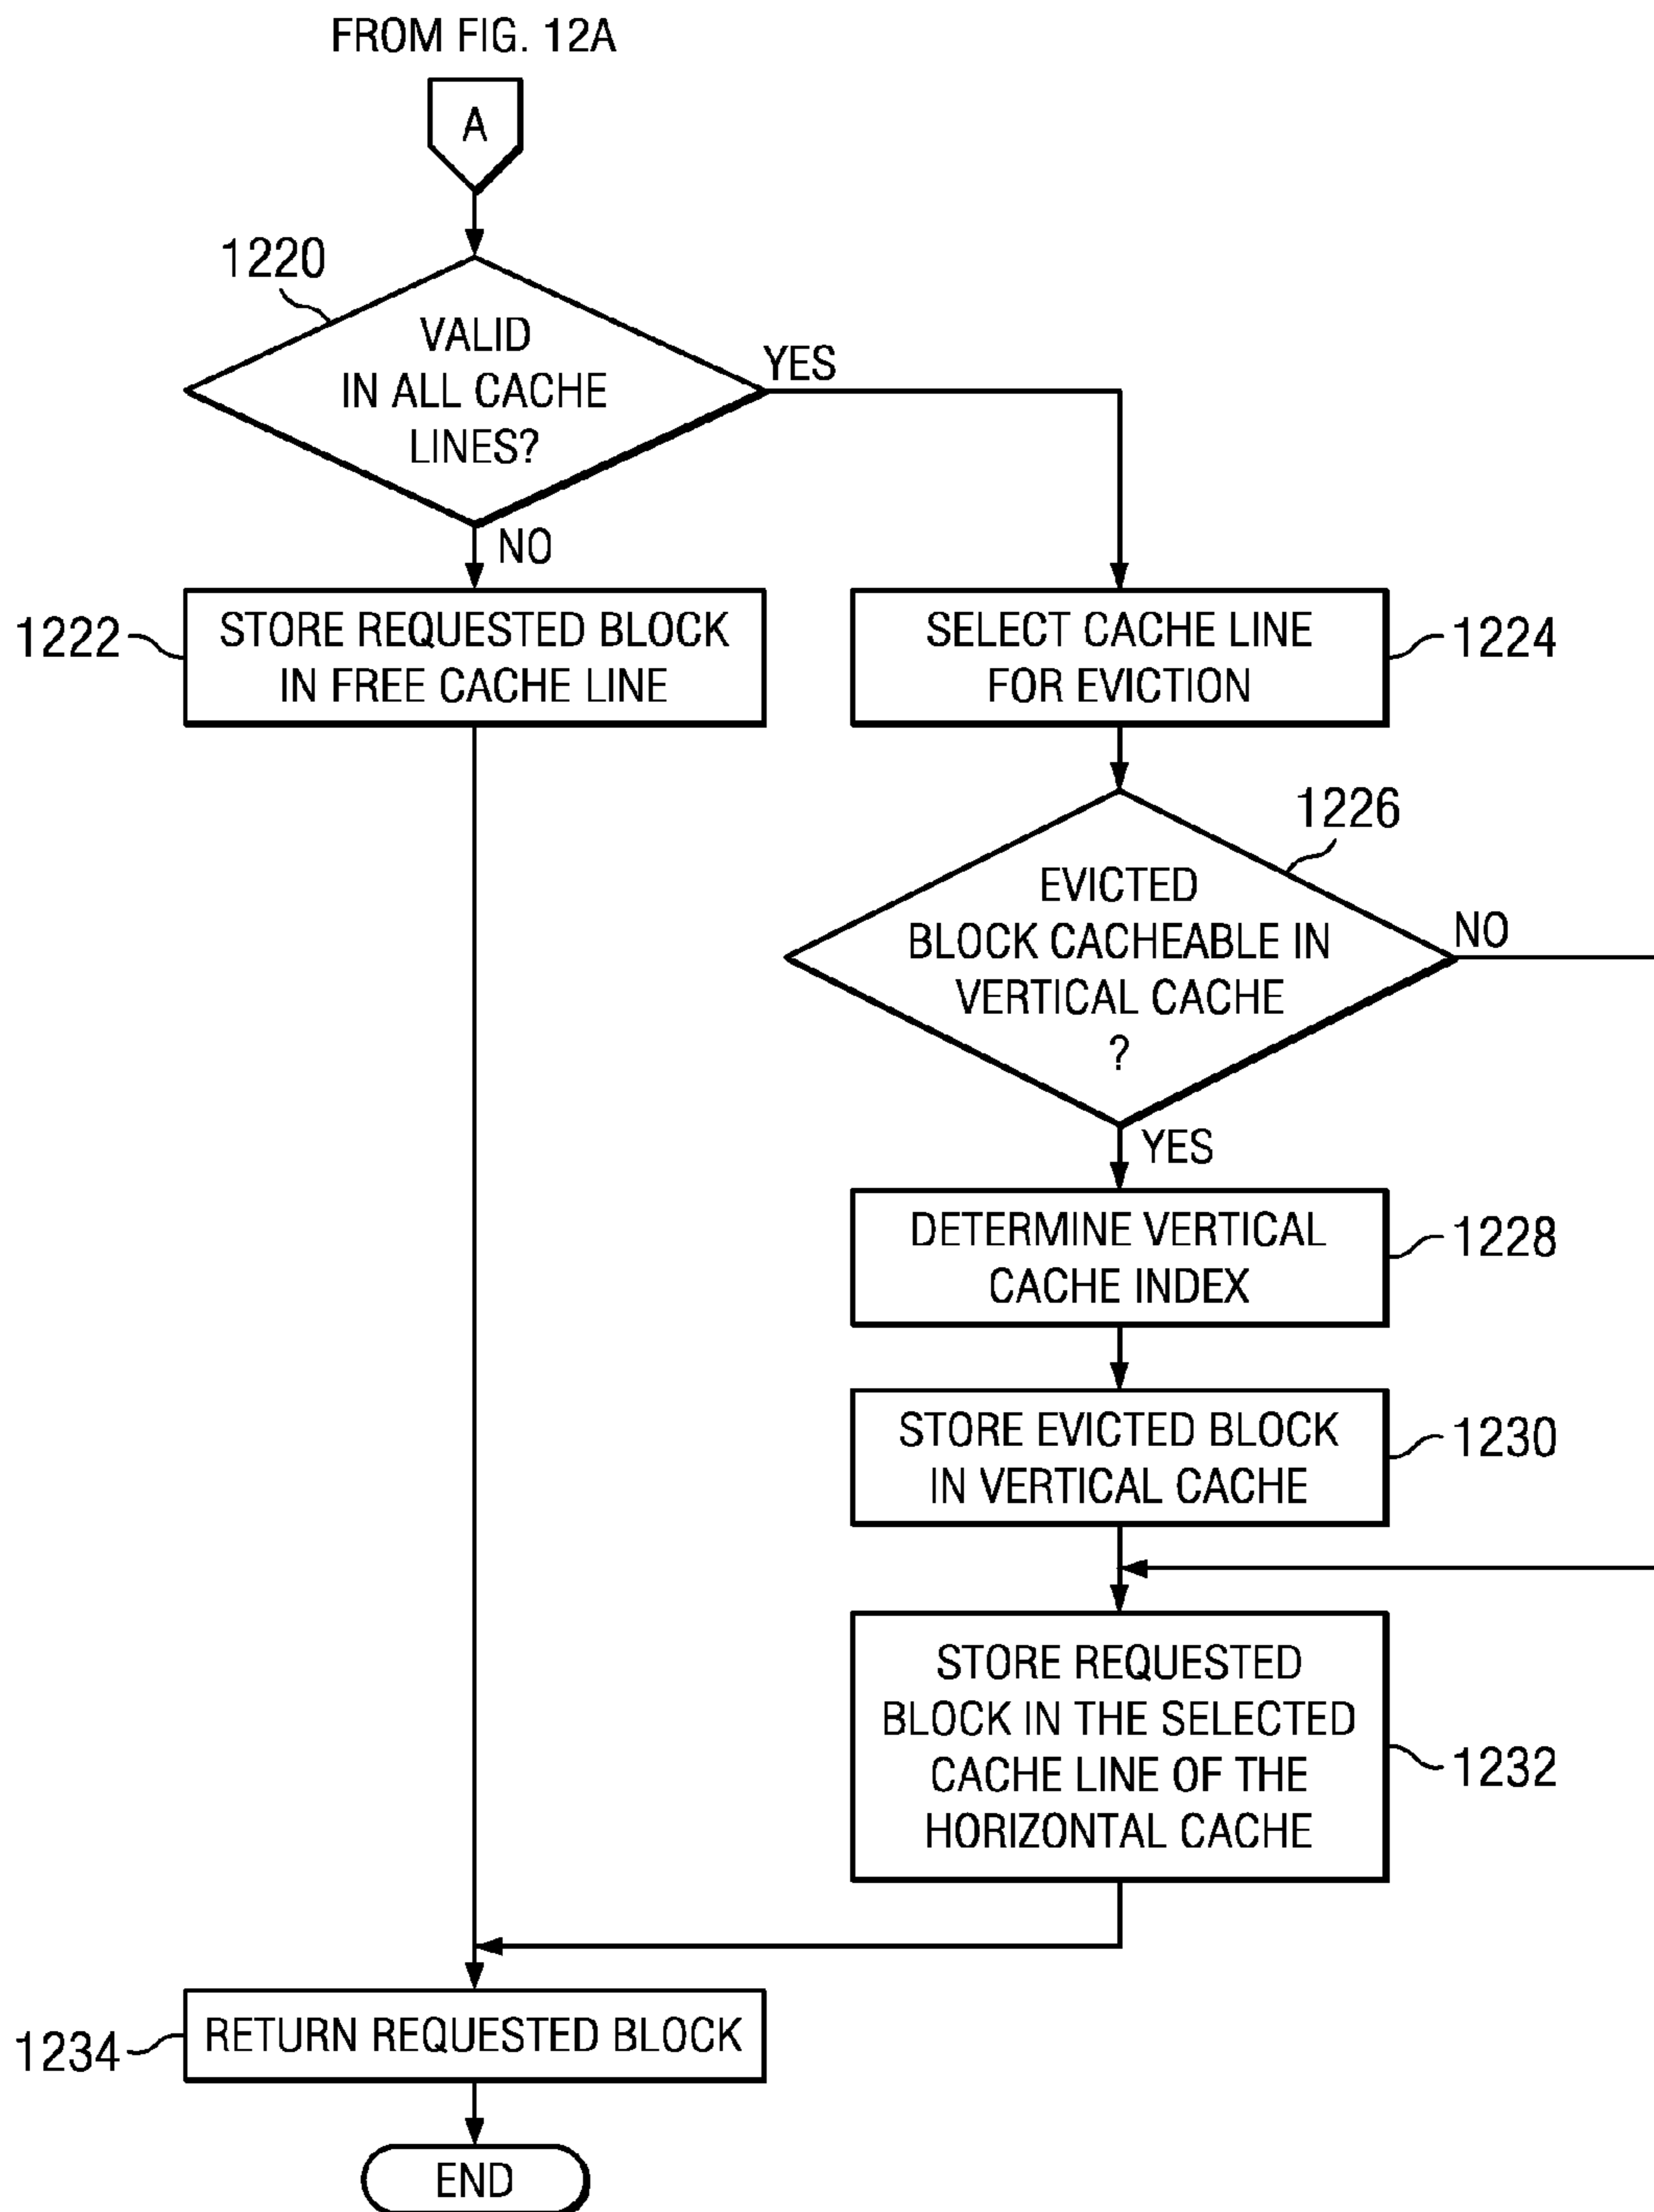 FROM FIG. 12A
A
1220
VALID
IN ALL CACHE
LINES?
YES
NO
1222
STORE REQUESTED BLOCK
IN FREE CACHE LINE
SELECT CACHE LINE
FOR EVICTION
1224
1226
EVICTED
BLOCK CACHEABLE IN
VERTICAL CACHE
?
NO
YES
DETERMINE VERTICAL
CACHE INDEX
1228
STORE EVICTED BLOCK
IN VERTICAL CACHE
1230
STORE REQUESTED
BLOCK IN THE SELECTED
CACHE LINE OF THE
HORIZONTAL CACHE
1232
1234
RETURN REQUESTED BLOCK
END